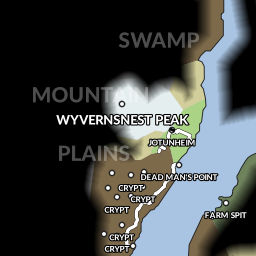 SWAMP
MOUNTAIN
WYVERNSNEST PEAK
JOTUNHEIM
PLAINS
DEAD MAN'S POINT
CRYPT
CRYPT
CRYPT
FARM SPIT
CRYPT
CRYPT